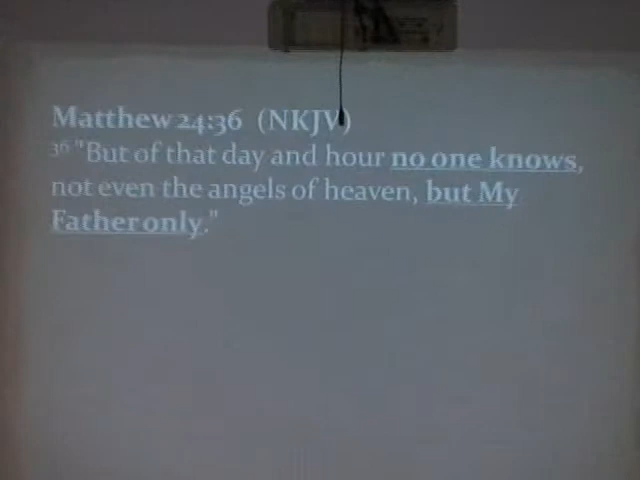 Matthew 24:36 (NKJV)
36 "But of that day and hour no one knows,
not even the angels of heaven, but My
Father only."